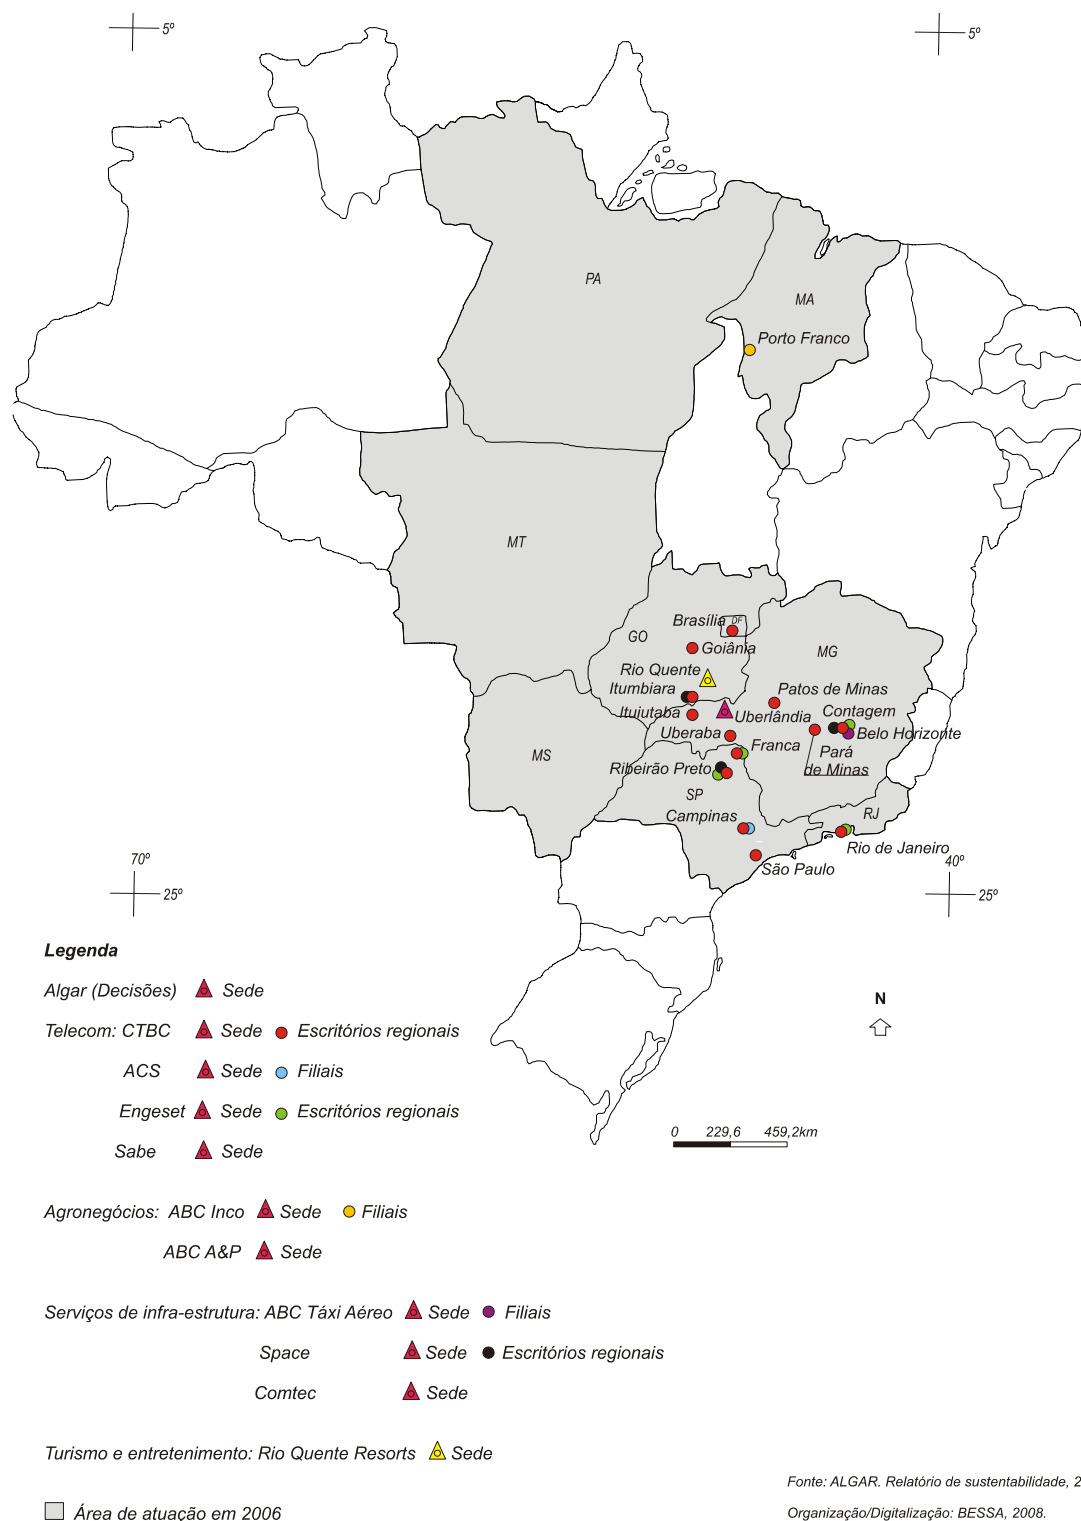 5º
5º
PA
MA
Porto Franco
MT
Brasília
DF
GO
Goiânia
MG
Rio Quente
Itumbiara
Patos de Minas
Ituiutaba
Uberlândia
Contagem
Uberaba
Belo Horizonte
Franca
Pará
de Minas
MS
Ribeirão Preto
SP
Campinas
RJ
Rio de Janeiro
São Paulo
70º
40º
25º
25º
Legenda
Algar (Decisões) Sede
N
Telecom: CTBC Sede Escritórios regionais
ACS Sede Filiais
Engeset Sede Escritórios regionais
Sabe Sede
0 229,6 459,2km
Agronegócios: ABC Inco Sede Filiais
ABC A&P Sede
Serviços de infra-estrutura: ABC Táxi Aéreo Sede Filiais
Space Sede Escritórios regionais
Comtec Sede
Turismo e entretenimento: Rio Quente Resorts Sede
Fonte: ALGAR. Relatório de sustentabilidade, 2
Área de atuação em 2006
Organização/Digitalização: BESSA, 2008.